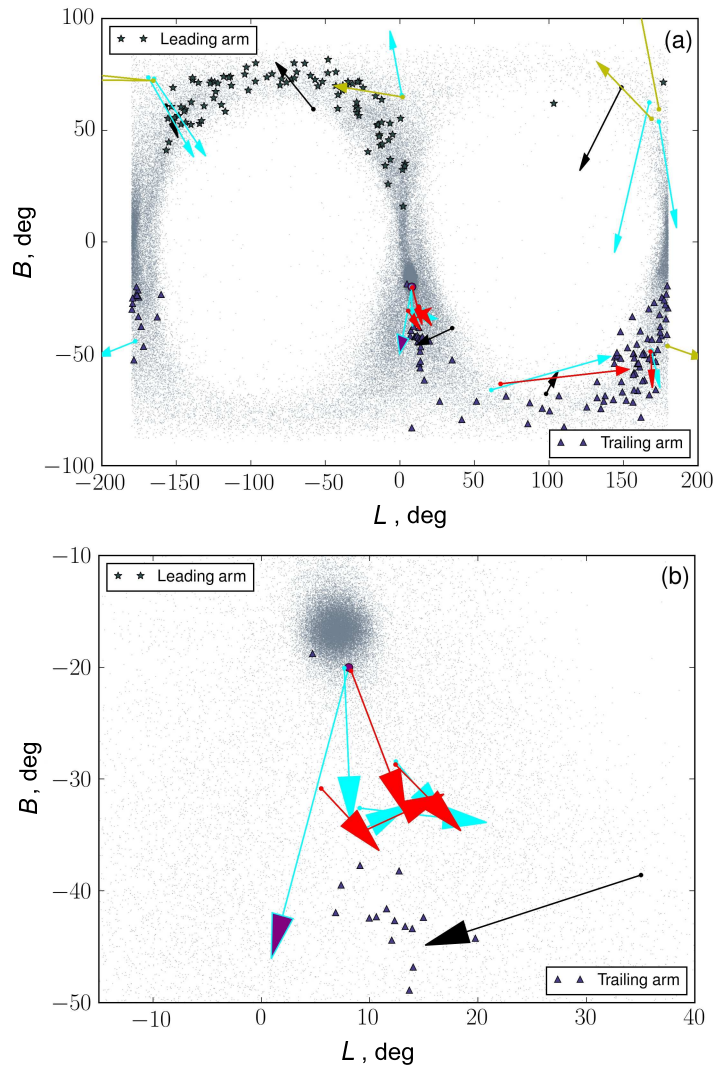 100
50
0
−50
−100
B, deg
Leading arm
(a)
Trailing arm
−200 −150 −100 −50 0 50 100 150 200
L , deg
−10
−20
−30
−40
−50
B, deg
Leading arm
(b)
Trailing arm
−10 0 10 20 30 40
L , deg